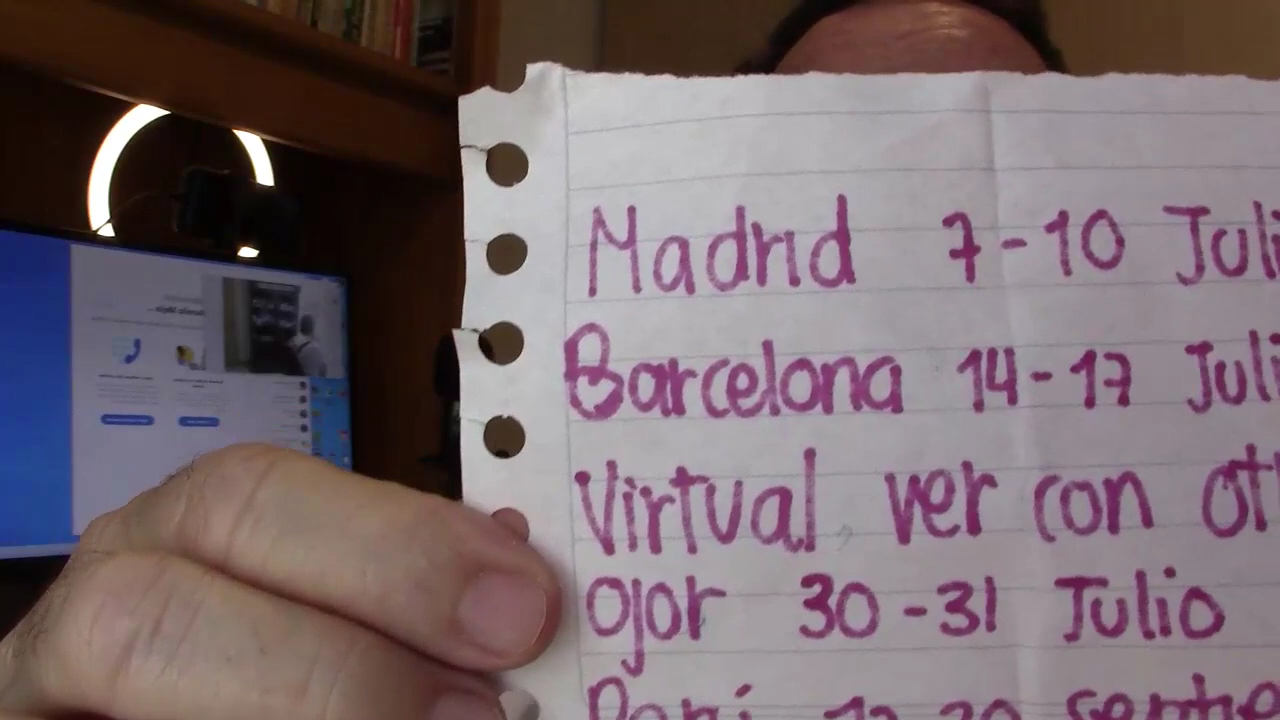 Madrid 7-10 Juli
Barcelona 14-17 Juli
Virtual ver con ot
ojor 30-31 Julio